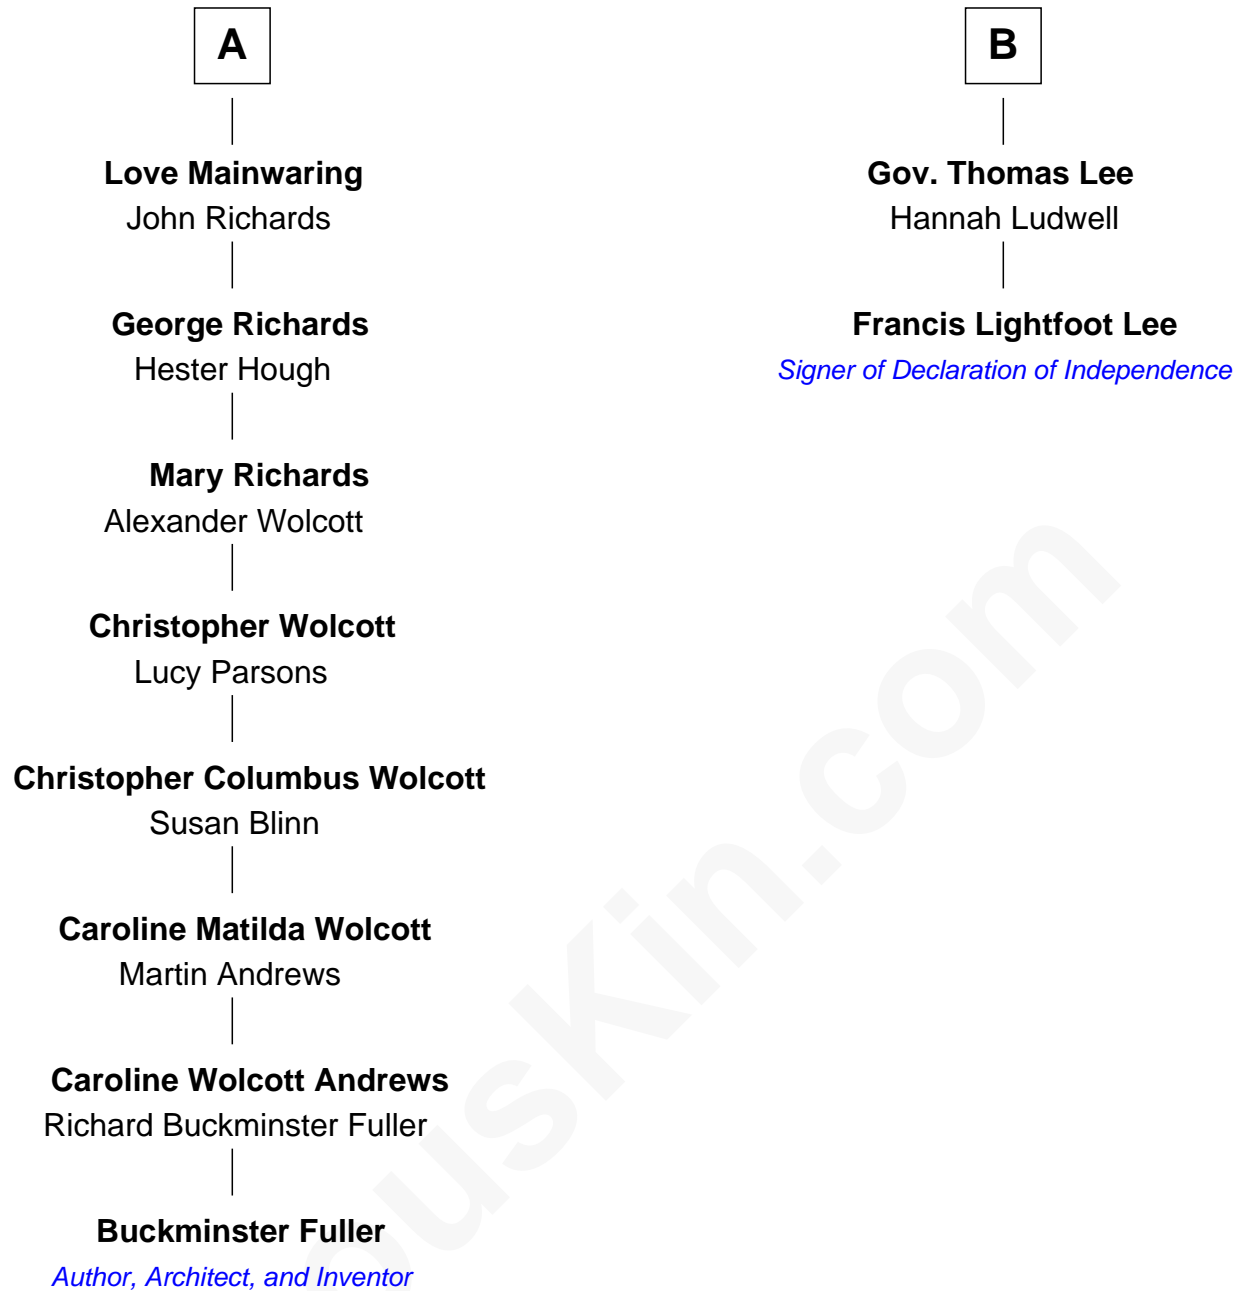 A
Love Mainwaring
John Richards
George Richards
Hester Hough
Mary Richards
Alexander Wolcott
Christopher Wolcott
Lucy Parsons
Christopher Columbus Wolcott
Susan Blinn
Caroline Matilda Wolcott
Martin Andrews
Caroline Wolcott Andrews
Richard Buckminster Fuller
Buckminster Fuller
Author, Architect, and Inventor
B
Gov. Thomas Lee
Hannah Ludwell
Francis Lightfoot Lee
Signer of Declaration of Independence
ousKin.com